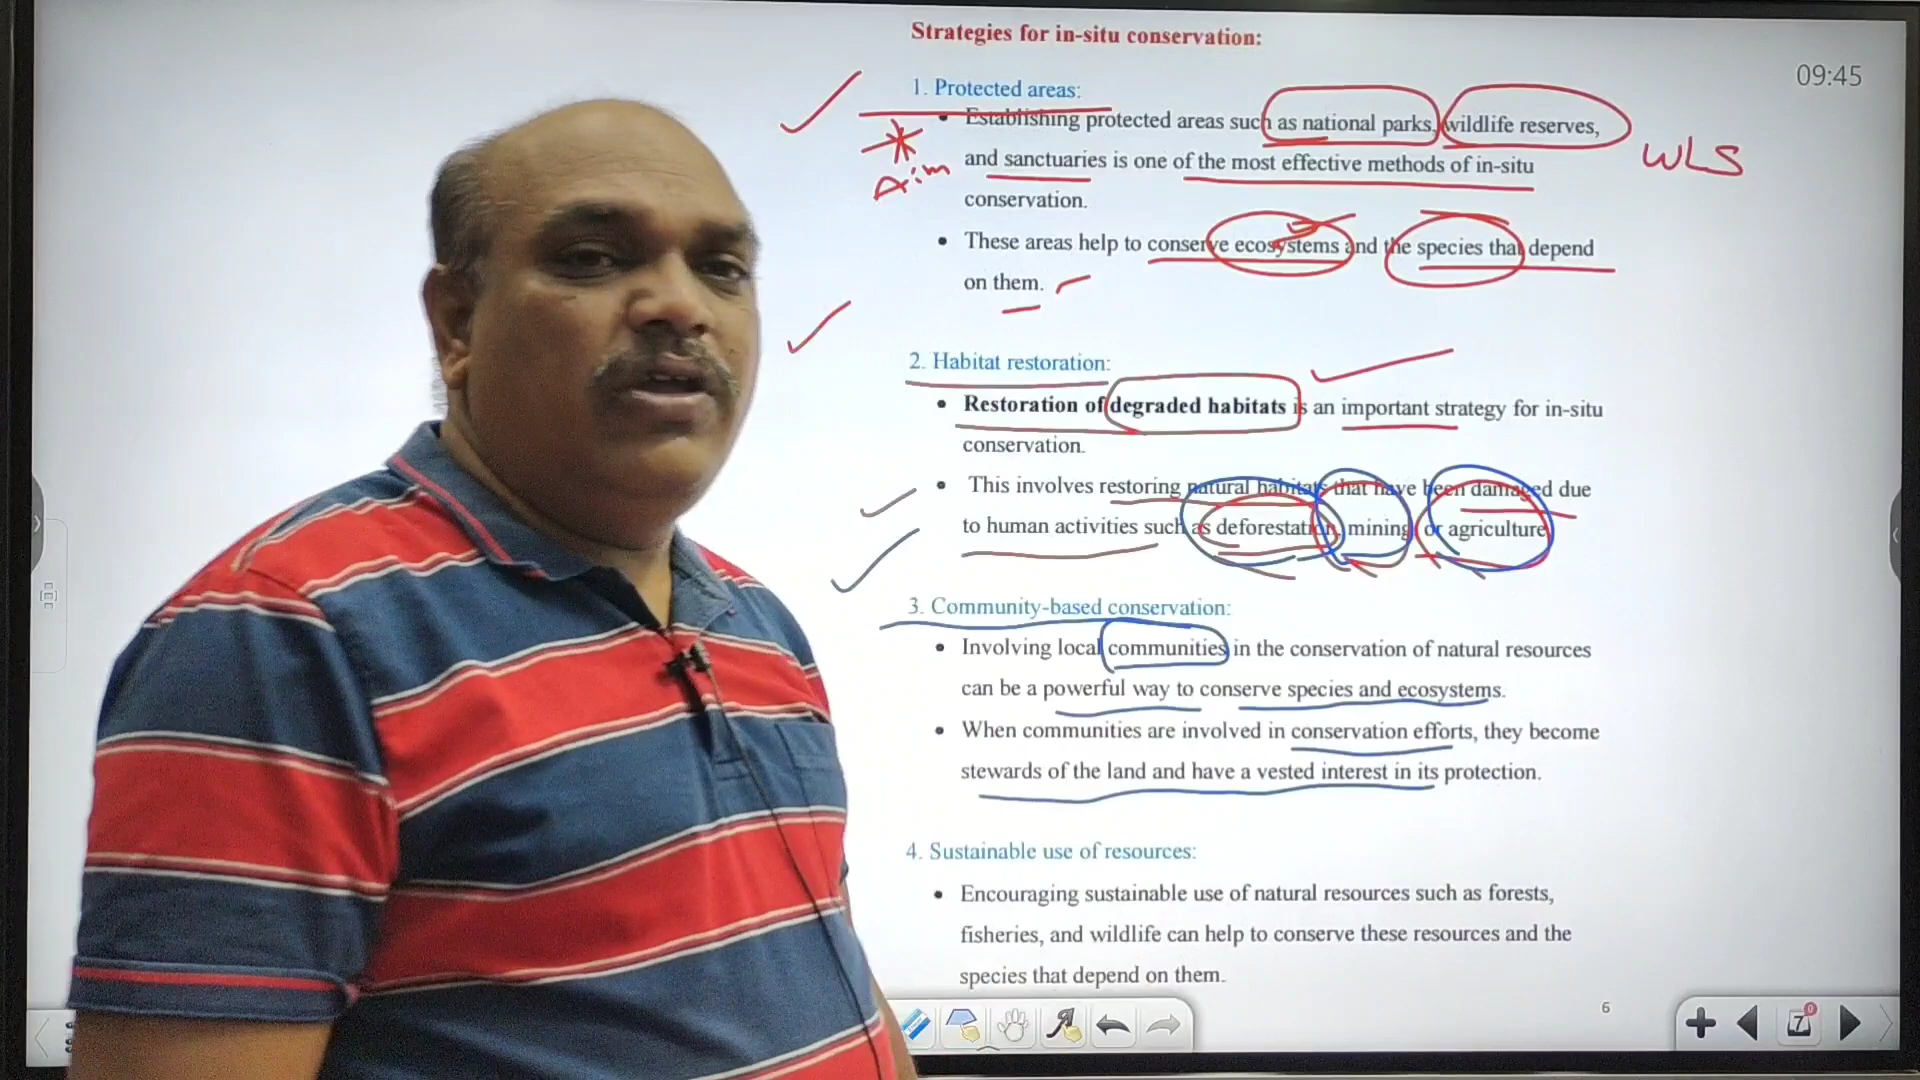 Strategies for in-situ conservation:
09:45
1. Protected areas:
• Establishing protected areas such as national parks, wildlife reserves,
WLS
Aim
and sanctuaries is one of the most effective methods of in-situ
conservation.
• These areas help to conserve ecosystems and the species that depend
on them.
2. Habitat restoration:
• Restoration of degraded habitats is an important strategy for in-situ
conservation.
• This involves restoring natural habitats that have been damaged due
to human activities such as deforestation, mining, or agriculture
3. Community-based conservation:
• Involving local communities in the conservation of natural resources
can be a powerful way to conserve species and ecosystems.
• When communities are involved in conservation efforts, they become
stewards of the land and have a vested interest in its protection.
4. Sustainable use of resources:
• Encouraging sustainable use of natural resources such as forests,
fisheries, and wildlife can help to conserve these resources and the
species that depend on them.
6
7
0